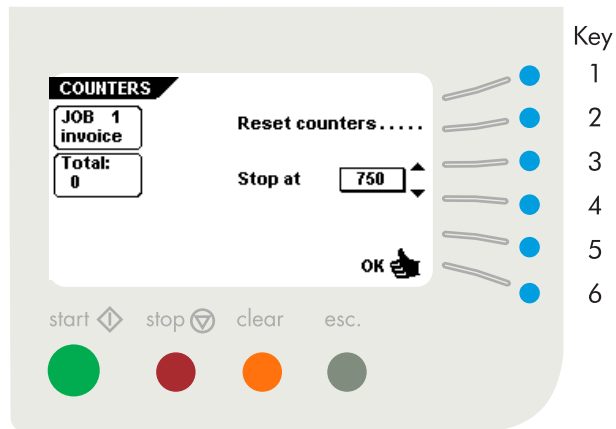 Key
COUNTERS
1
JOB 1
invoice
Reset counters.....
2
Total:
0
Stop at 750
3
4
5
OK
6
start stop clear esc.